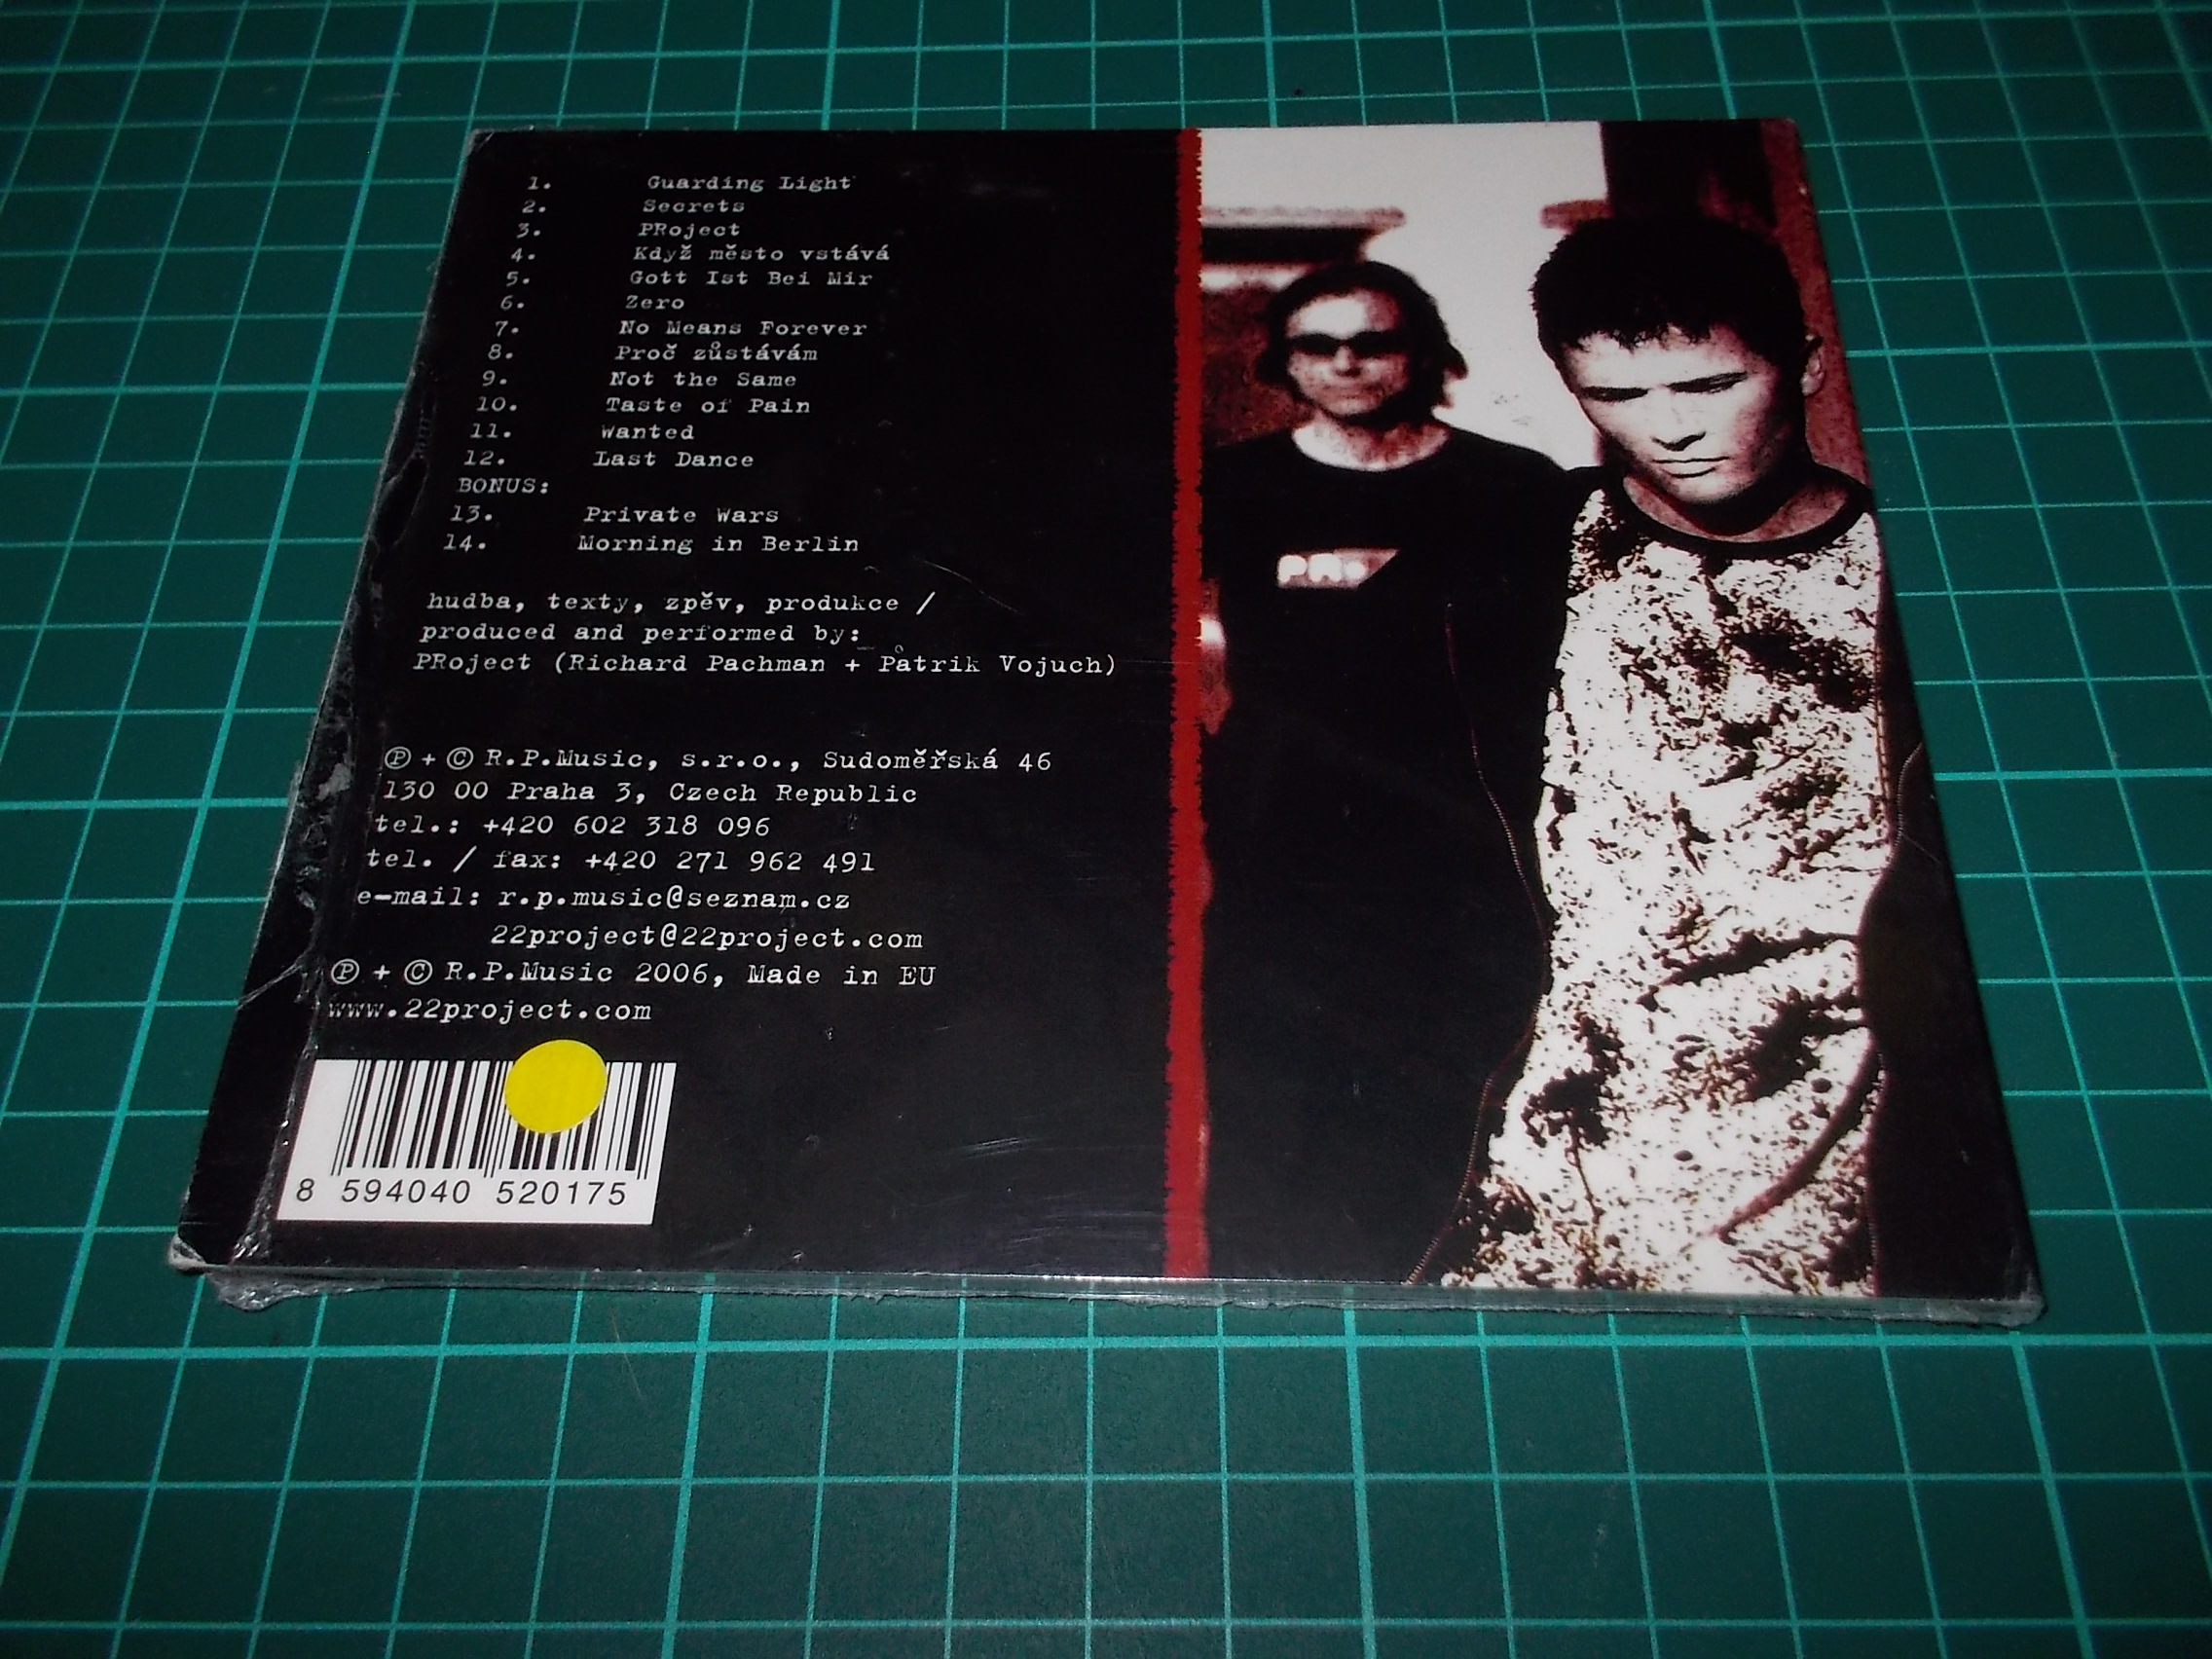 1. Guarding Light
2. Secrets
3. PRoject
4. Když město vstává
5. Gott Ist Bei Mir
6. Zero
7. No Means Forever
8. Proč zůstávám
9. Not the Same
10. Taste of Pain
11. Wanted
12. Last Dance
BONUS:
13. Private Wars
14. Morning in Berlin
hudba, texty, zpěv, produkce /
produced and performed by:
PRoject (Richard Pachman + Patrik Vojuch)
℗ + © R.P.Music, s.r.o., Sudoměřská 46
130 00 Praha 3, Czech Republic
tel.: +420 602 318 096
tel. / fax: +420 271 962 491
e-mail: r.p.music@seznam.cz
22project@22project.com
℗ + © R.P.Music 2006, Made in EU
www.22project.com
8 594040 520175